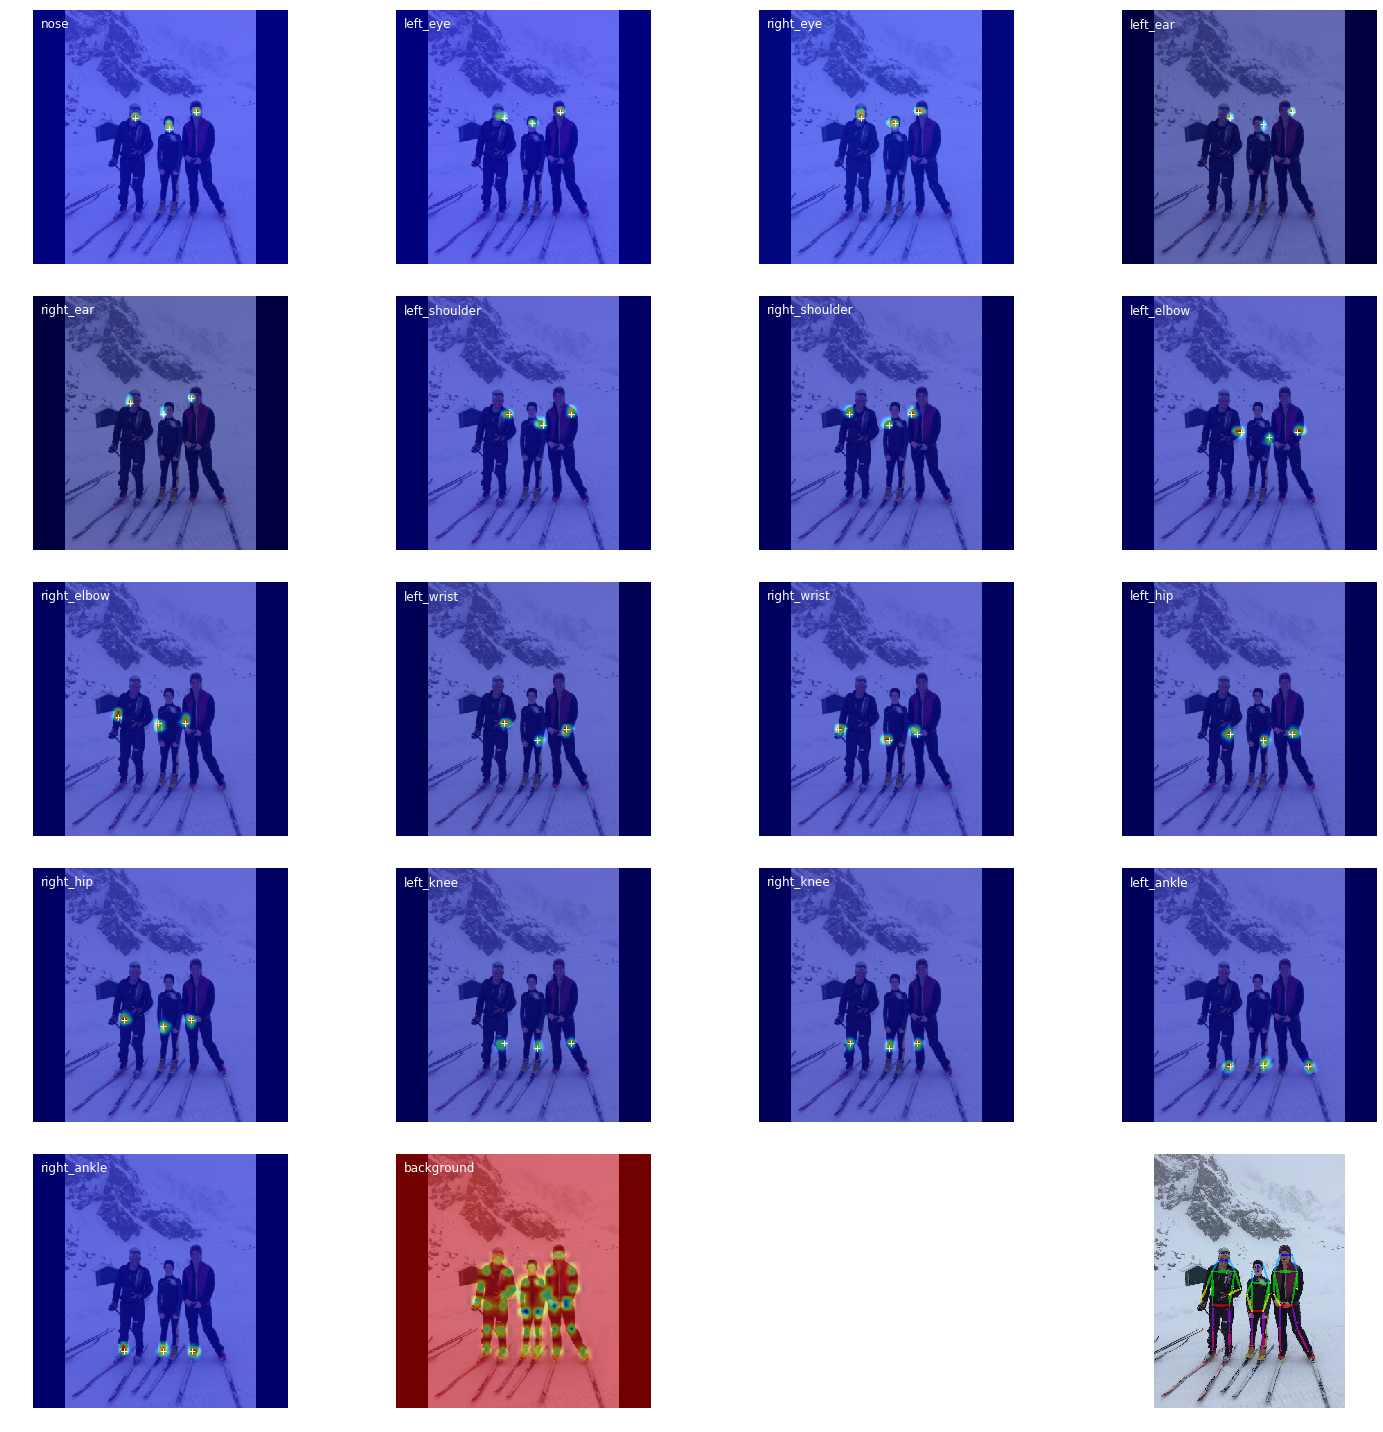 nose
left_eye
right_eye
left_ear
right_ear
left_shoulder
right_shoulder
left_elbow
right_elbow
left_wrist
right_wrist
left_hip
right_hip
left_knee
right_knee
left_ankle
right_ankle
background